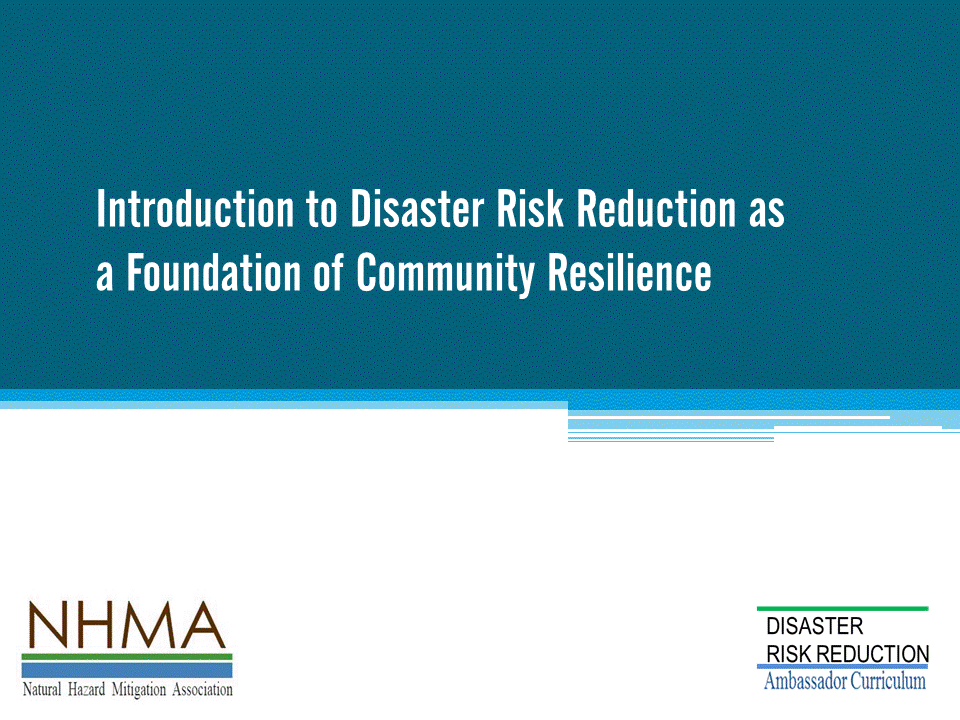 Introduction to Disaster Risk Reduction as
a Foundation of Community Resilience
NHMA
Natural Hazard Mitigation Association
DISASTER
RISK REDUCTION
Ambassador Curriculum